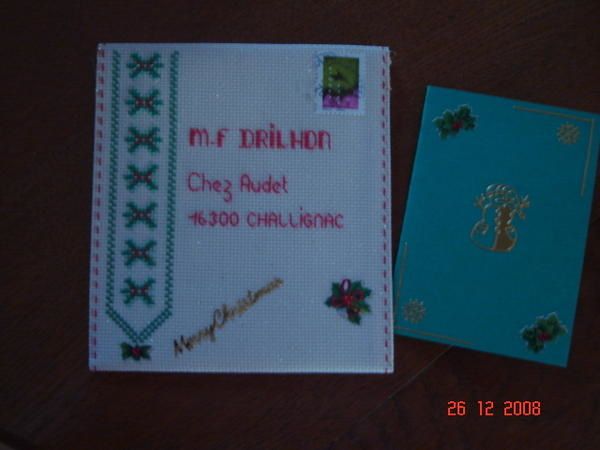 M.F DRILHON
Chez Audet
16300 CHALLIGNAC
Merry Christmas
26 12 2008